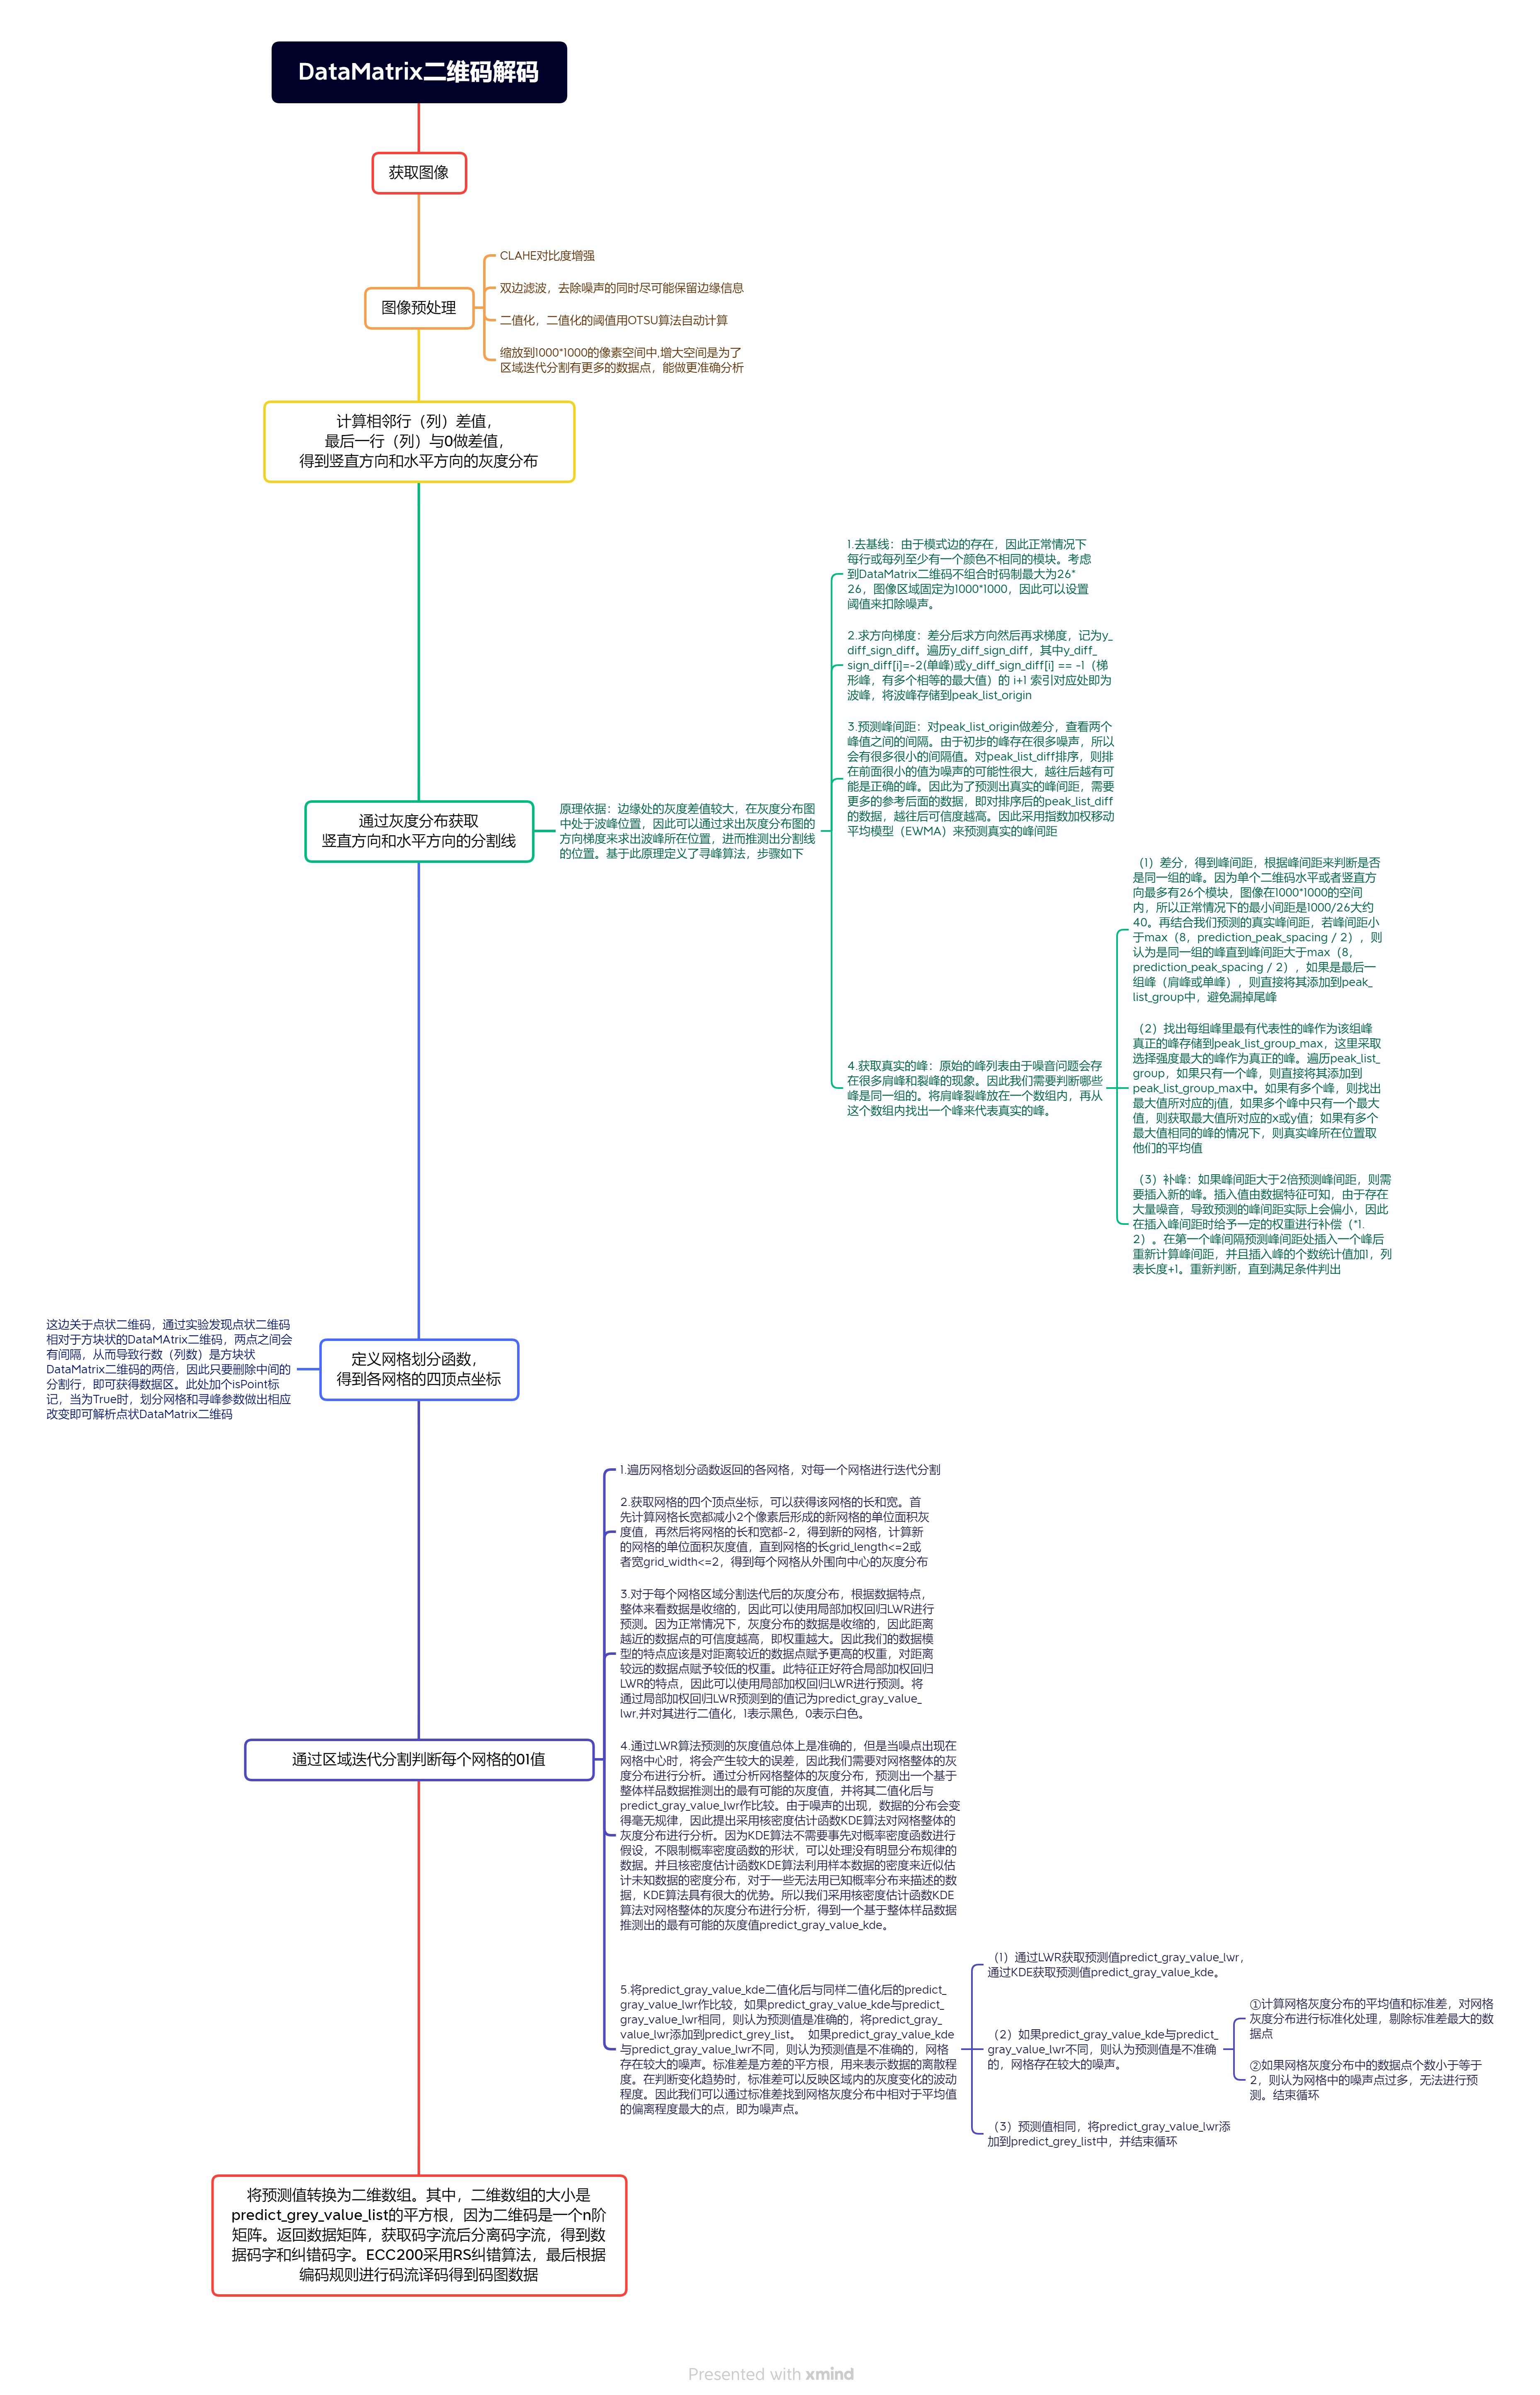 DataMatrix二维码解码
获取图像
图像预处理
CLAHE对比度增强
双边滤波，去除噪声的同时尽可能保留边缘信息
二值化，二值化的阈值用OTSU算法自动计算
缩放到1000*1000的像素空间中,增大空间是为了
区域迭代分割有更多的数据点，能做更准确分析
计算相邻行（列）差值，
最后一行（列）与0做差值，
得到竖直方向和水平方向的灰度分布
通过灰度分布获取
竖直方向和水平方向的分割线
原理依据：边缘处的灰度差值较大，在灰度分布图
中处于波峰位置，因此可以通过求出灰度分布图的
方向梯度来求出波峰所在位置，进而推测出分割线
的位置。基于此原理定义了寻峰算法，步骤如下
1.去基线：由于模式边的存在，因此正常情况下
每行或每列至少有一个颜色不相同的模块。考虑
到DataMatrix二维码不组合时码制最大为26*
26，图像区域固定为1000*1000，因此可以设置
阈值来扣除噪声。
2.求方向梯度：差分后求方向然后再求梯度，记为y_
diff_sign_diff。遍历y_diff_sign_diff，其中y_diff_
sign_diff[i]=-2(单峰)或y_diff_sign_diff[i] == -1（梯
形峰，有多个相等的最大值）的 i+1 索引对应处即为
波峰，将波峰存储到peak_list_origin
3.预测峰间距：对peak_list_origin做差分，查看两个
峰值之间的间隔。由于初步的峰存在很多噪声，所以
会有很多很小的间隔值。对peak_list_diff排序，则排
在前面很小的值为噪声的可能性很大，越往后越有可
能是正确的峰。因此为了预测出真实的峰间距，需要
更多的参考后面的数据，即对排序后的peak_list_diff
的数据，越往后可信度越高。因此采用指数加权移动
平均模型（EWMA）来预测真实的峰间距
4.获取真实的峰：原始的峰列表由于噪音问题会存
在很多肩峰和裂峰的现象。因此我们需要判断哪些
峰是同一组的。将肩峰裂峰放在一个数组内，再从
这个数组内找出一个峰来代表真实的峰。
（1）差分，得到峰间距，根据峰间距来判断是否
是同一组的峰。因为单个二维码水平或者竖直方
向最多有26个模块，图像在1000*1000的空间
内，所以正常情况下的最小间距是1000/26大约
40。再结合我们预测的真实峰间距，若峰间距小
于max（8，prediction_peak_spacing / 2），则
认为是同一组的峰直到峰间距大于max（8，
prediction_peak_spacing / 2），如果是最后一
组峰（肩峰或单峰），则直接将其添加到peak_
list_group中，避免漏掉尾峰
（2）找出每组峰里最有代表性的峰作为该组峰
真正的峰存储到peak_list_group_max，这里采取
选择强度最大的峰作为真正的峰。遍历peak_list_
group，如果只有一个峰，则直接将其添加到
peak_list_group_max中。如果有多个峰，则找出
最大值所对应的j值，如果多个峰中只有一个最大
值，则获取最大值所对应的x或y值；如果有多个
最大值相同的峰的情况下，则真实峰所在位置取
他们的平均值
（3）补峰：如果峰间距大于2倍预测峰间距，则需
要插入新的峰。插入值由数据特征可知，由于存在
大量噪音，导致预测的峰间距实际上会偏小，因此
在插入峰间距时给予一定的权重进行补偿（*1.
2）。在第一个峰间隔预测峰间距处插入一个峰后
重新计算峰间距，并且插入峰的个数统计值加1，列
表长度+1。重新判断，直到满足条件判出
这边关于点状二维码，通过实验发现点状二维码
相对于方块状的DataMAtrix二维码，两点之间会
有间隔，从而导致行数（列数）是方块状
DataMatrix二维码的两倍，因此只要删除中间的
分割行，即可获得数据区。此处加个isPoint标
记，当为True时，划分网格和寻峰参数做出相应
改变即可解析点状DataMatrix二维码
定义网格划分函数，
得到各网格的四顶点坐标
通过区域迭代分割判断每个网格的01值
1.遍历网格划分函数返回的各网格，对每一个网格进行迭代分割
2.获取网格的四个顶点坐标，可以获得该网格的长和宽。首
先计算网格长宽都减小2个像素后形成的新网格的单位面积灰
度值，再然后将网格的长和宽都-2，得到新的网格，计算新
的网格的单位面积灰度值，直到网格的长grid_length<=2或
者宽grid_width<=2，得到每个网格从外围向中心的灰度分布
3.对于每个网格区域分割迭代后的灰度分布，根据数据特点，
整体来看数据是收缩的，因此可以使用局部加权回归LWR进行
预测。因为正常情况下，灰度分布的数据是收缩的，因此距离
越近的数据点的可信度越高，即权重越大。因此我们的数据模
型的特点应该是对距离较近的数据点赋予更高的权重，对距离
较远的数据点赋予较低的权重。此特征正好符合局部加权回归
LWR的特点，因此可以使用局部加权回归LWR进行预测。将
通过局部加权回归LWR预测到的值记为predict_gray_value_
lwr,并对其进行二值化，1表示黑色，0表示白色。
4.通过LWR算法预测的灰度值总体上是准确的，但是当噪点出现在
网格中心时，将会产生较大的误差，因此我们需要对网格整体的灰
度分布进行分析。通过分析网格整体的灰度分布，预测出一个基于
整体样品数据推测出的最有可能的灰度值，并将其二值化后与
predict_gray_value_lwr作比较。由于噪声的出现，数据的分布会变
得毫无规律，因此提出采用核密度估计函数KDE算法对网格整体的
灰度分布进行分析。因为KDE算法不需要事先对概率密度函数进行
假设，不限制概率密度函数的形状，可以处理没有明显分布规律的
数据。并且核密度估计函数KDE算法利用样本数据的密度来近似估
计未知数据的密度分布，对于一些无法用已知概率分布来描述的数
据，KDE算法具有很大的优势。所以我们采用核密度估计函数KDE
算法对网格整体的灰度分布进行分析，得到一个基于整体样品数据
推测出的最有可能的灰度值predict_gray_value_kde。
5.将predict_gray_value_kde二值化后与同样二值化后的predict_
gray_value_lwr作比较，如果predict_gray_value_kde与predict_
gray_value_lwr相同，则认为预测值是准确的，将predict_gray_
value_lwr添加到predict_grey_list。 如果predict_gray_value_kde
与predict_gray_value_lwr不同，则认为预测值是不准确的，网格
存在较大的噪声。标准差是方差的平方根，用来表示数据的离散程
度。在判断变化趋势时，标准差可以反映区域内的灰度变化的波动
程度。因此我们可以通过标准差找到网格灰度分布中相对于平均值
的偏离程度最大的点，即为噪声点。
（1）通过LWR获取预测值predict_gray_value_lwr，
通过KDE获取预测值predict_gray_value_kde。
（2）如果predict_gray_value_kde与predict_
gray_value_lwr不同，则认为预测值是不准确
的，网格存在较大的噪声。
①计算网格灰度分布的平均值和标准差，对网格
灰度分布进行标准化处理，剔除标准差最大的数
据点
②如果网格灰度分布中的数据点个数小于等于
2，则认为网格中的噪声点过多，无法进行预
测。结束循环
（3）预测值相同，将predict_gray_value_lwr添
加到predict_grey_list中，并结束循环
将预测值转换为二维数组。其中，二维数组的大小是
predict_grey_value_list的平方根，因为二维码是一个n阶
矩阵。返回数据矩阵，获取码字流后分离码字流，得到数
据码字和纠错码字。ECC200采用RS纠错算法，最后根据
编码规则进行码流译码得到码图数据
Presented with xmind